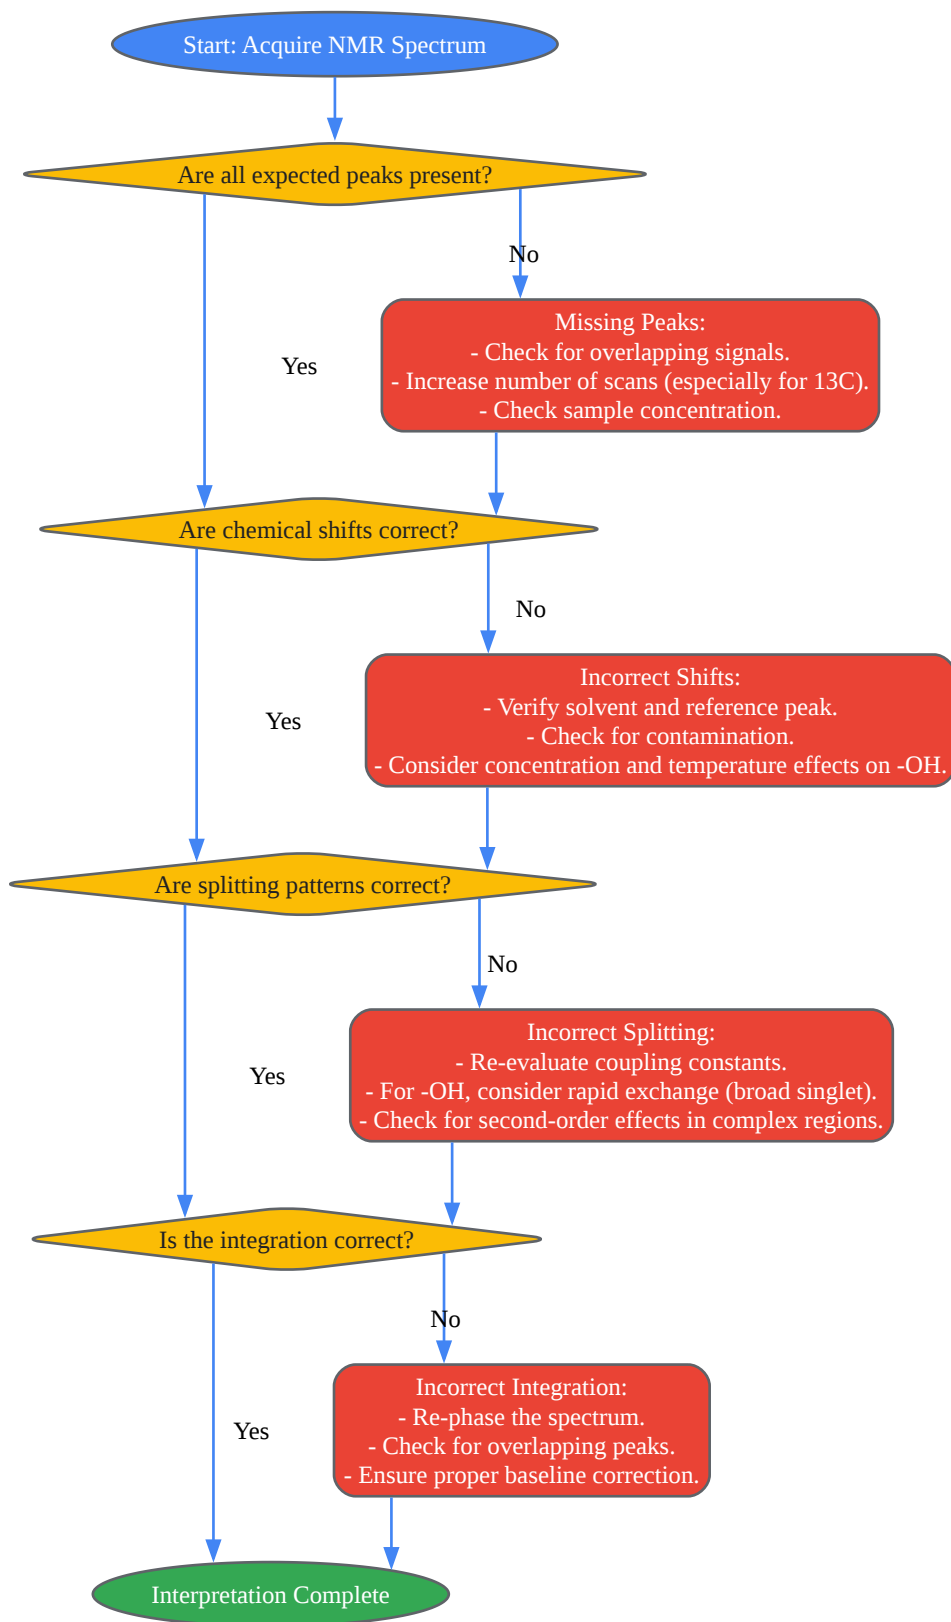 Start: Acquire NMR Spectrum
Are all expected peaks present?
No
Missing Peaks:
- Check for overlapping signals.
- Increase number of scans (especially for 13C).
- Check sample concentration.
Yes
Are chemical shifts correct?
No
Incorrect Shifts:
- Verify solvent and reference peak.
- Check for contamination.
- Consider concentration and temperature effects on -OH.
Yes
Are splitting patterns correct?
No
Incorrect Splitting:
- Re-evaluate coupling constants.
- For -OH, consider rapid exchange (broad singlet).
- Check for second-order effects in complex regions.
Yes
Is the integration correct?
No
Incorrect Integration:
- Re-phase the spectrum.
- Check for overlapping peaks.
- Ensure proper baseline correction.
Yes
Interpretation Complete